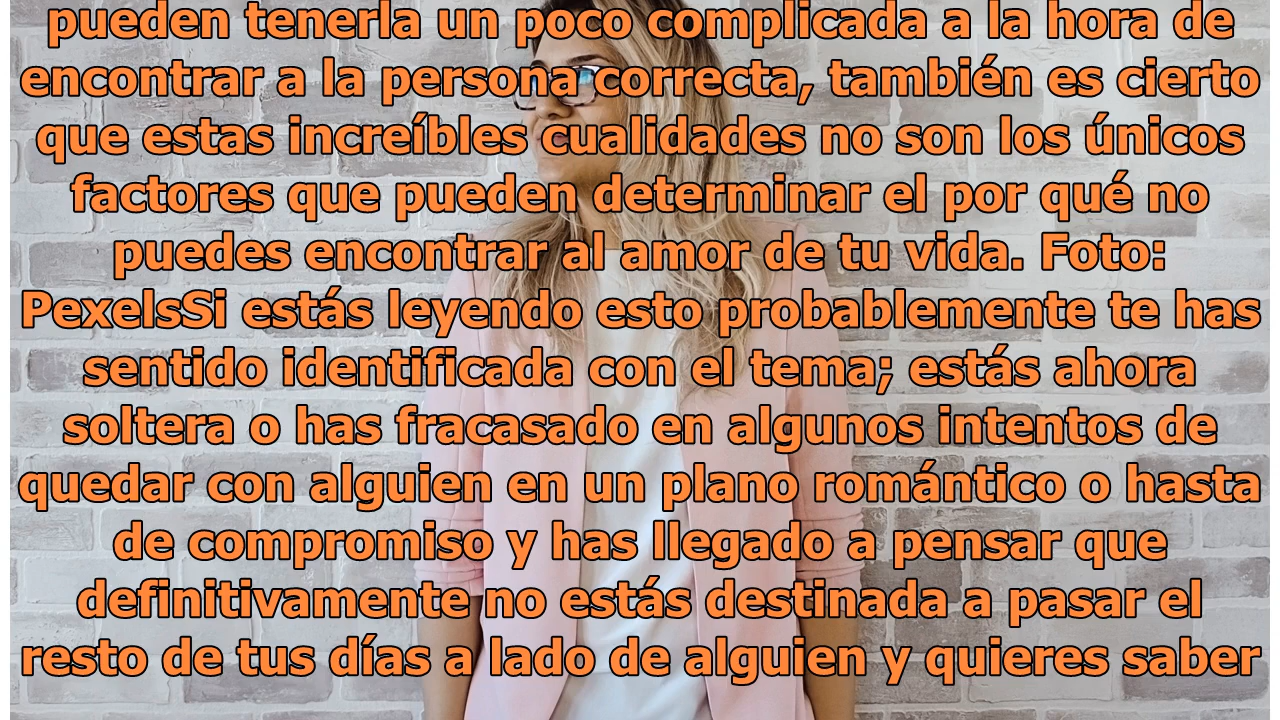 pueden tenerla un poco complicada a la hora de
encontrar a la persona correcta, también es cierto
que estas increíbles cualidades no son los únicos
factores que pueden determinar el por qué no
puedes encontrar al amor de tu vida. Foto:
PexelsSi estás leyendo esto probablemente te has
sentido identificada con el tema; estás ahora
soltera o has fracasado en algunos intentos de
quedar con alguien en un plano romántico o hasta
de compromiso y has llegado a pensar que
definitivamente no estás destinada a pasar el
resto de tus días a lado de alguien y quieres saber